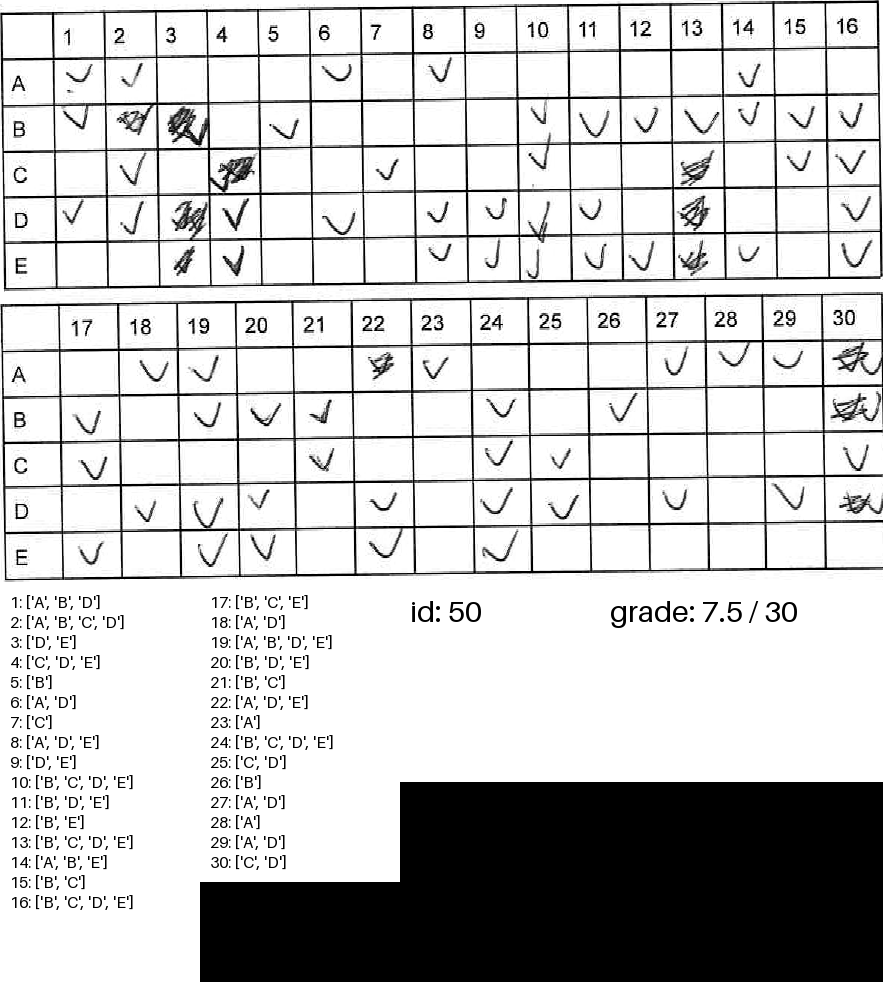 1 2 3 4 5 6 7 8 9 10 11 12 13 14 15 16
A
B
C
D
E
17 18 19 20 21 22 23 24 25 26 27 28 29 30
A
B
C
D
E
1: ['A', 'B', 'D']
2: ['A', 'B', 'C', 'D']
3: ['D', 'E']
4: ['C', 'D', 'E']
5: ['B']
6: ['A', 'D']
7: ['C']
8: ['A', 'D', 'E']
9: ['D', 'E']
10: ['B', 'C', 'D', 'E']
11: ['B', 'D', 'E']
12: ['B', 'E']
13: ['B', 'C', 'D', 'E']
14: ['A', 'B', 'E']
15: ['B', 'C']
16: ['B', 'C', 'D', 'E']
17: ['B', 'C', 'E']
18: ['A', 'D']
19: ['A', 'B', 'D', 'E']
20: ['B', 'D', 'E']
21: ['B', 'C']
22: ['A', 'D', 'E']
23: ['A']
24: ['B', 'C', 'D', 'E']
25: ['C', 'D']
26: ['B']
27: ['A', 'D']
28: ['A']
29: ['A', 'D']
30: ['C', 'D']
id: 50
grade: 7.5 / 30